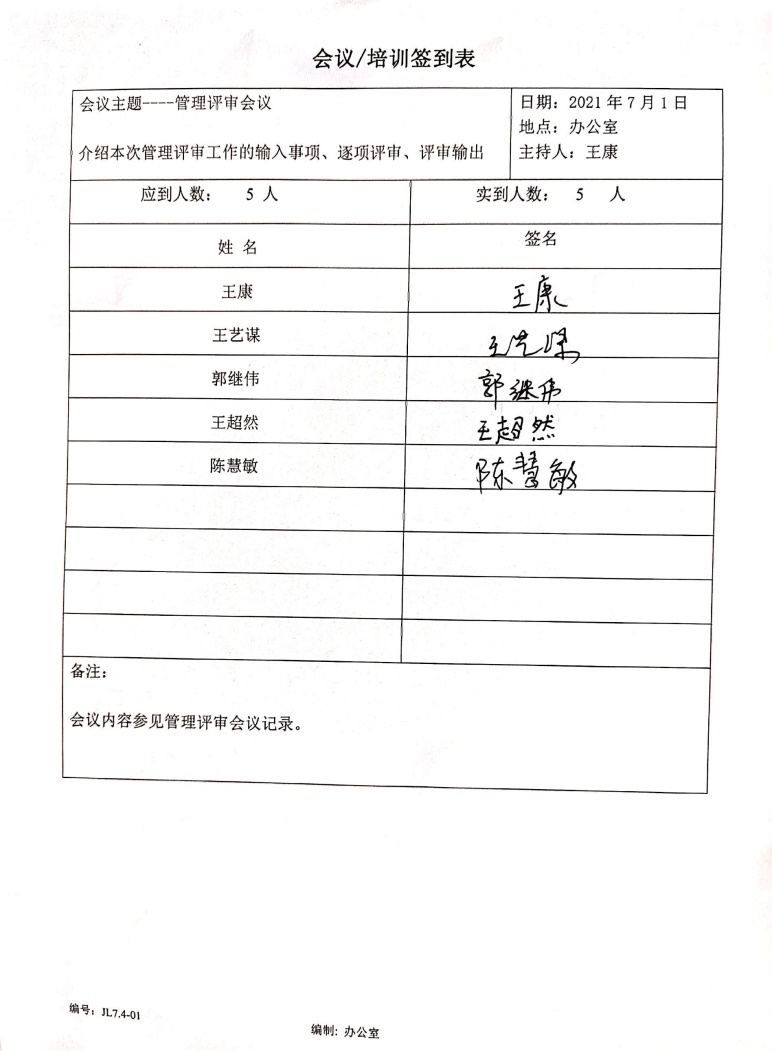 会议/培训签到表
会议主题----管理评审会议
介绍本次管理评审工作的输入事项、逐项评审、评审输出
日期：2021年7月1日
地点：办公室
主持人：王康
应到人数： 5 人
实到人数： 5 人
姓 名
签名
王康
王康
王艺谋
王艺谋
郭继伟
郭继伟
王超然
王超然
陈慧敏
陈慧敏
备注：
会议内容参见管理评审会议记录。
编号：JL7.4-01
编制: 办公室